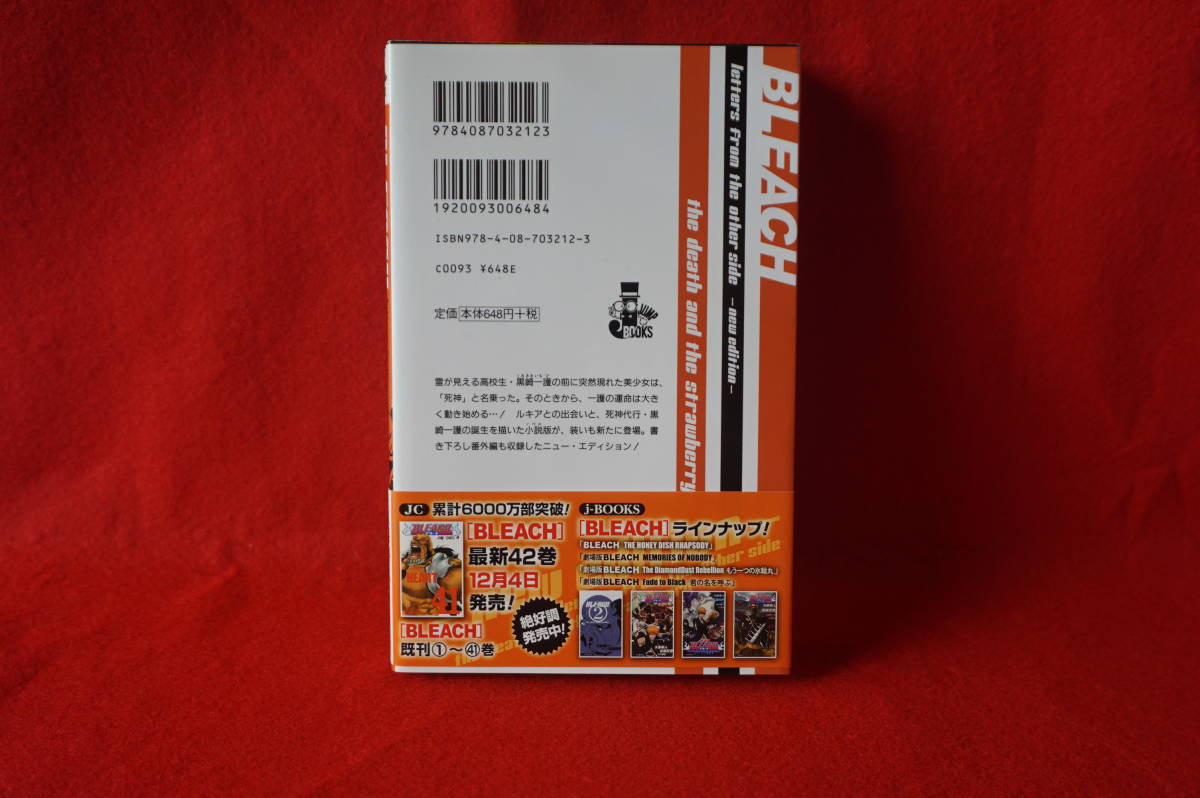 9784087032123
1920093006484
ISBN978-4-08-703212-3
C0093 ¥648E
定価 本体648円+税
JUMP
J BOOKS
霊が見える高校生・黒崎一護の前に突然現れた美少女は、
「死神」と名乗った。そのときから、一護の運命は大き
く動き始める…! ルキアとの出会いと、死神代行・黒
崎一護の誕生を描いた小説版が、装いも新たに登場。書
き下ろし番外編も収録したニュー・エディション!
BLEACH
letters from the other side -new edition-
the death and the strawberry
JC 累計6000万部突破!
[BLEACH]
最新42巻
12月4日
発売!
BLEACH
HEART
41
[BLEACH]
既刊①〜㊶巻
絶好調
発売中!
j-BOOKS
[BLEACH]ラインナップ!
「BLEACH THE HONEY DISH RHAPSODY」
「劇場版BLEACH MEMORIES OF NOBODY」
「劇場版BLEACH The DiamondDust Rebellion もう一つの氷輪丸」
「劇場版BLEACH Fade to Black 君の名を呼ぶ」
BLEACH
2